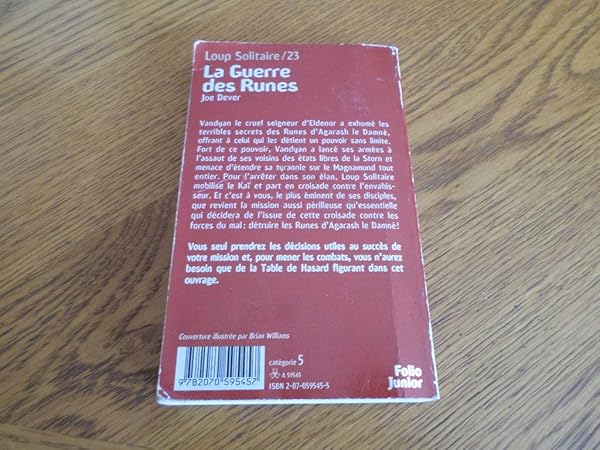 Loup Solitaire/23
La Guerre
des Runes
Joe Dever
Vandyan le cruel seigneur d'Eldenor a exhumé les
terribles secrets des Runes d'Agarash le Damné,
offrant à celui qui les détient un pouvoir sans limite.
Fort de ce pouvoir, Vandyan a lancé ses armées à
l'assaut de ses voisins des états libres de la Storn et
menace d'étendre sa tyrannie sur le Magnamund tout
entier. Pour l'arrêter dans son élan, Loup Solitaire
mobilise le Kaï et part en croisade contre l'envahis-
seur. Et c'est à vous, le plus éminent de ses disciples,
que revient la mission aussi périlleuse qu'essentielle
qui décidera de l'issue de cette croisade contre les
forces du mal: détruire les Runes d'Agarash le Damné!
Vous seul prendrez les décisions utiles au succès de
votre mission et, pour mener les combats, vous n'aurez
besoin que de la Table de Hasard figurant dans cet
ouvrage.
Couverture illustrée par Brian Willians
catégorie 5
A 59545
ISBN 2-07-059545-5
9 782070 595457
Folio
Junior